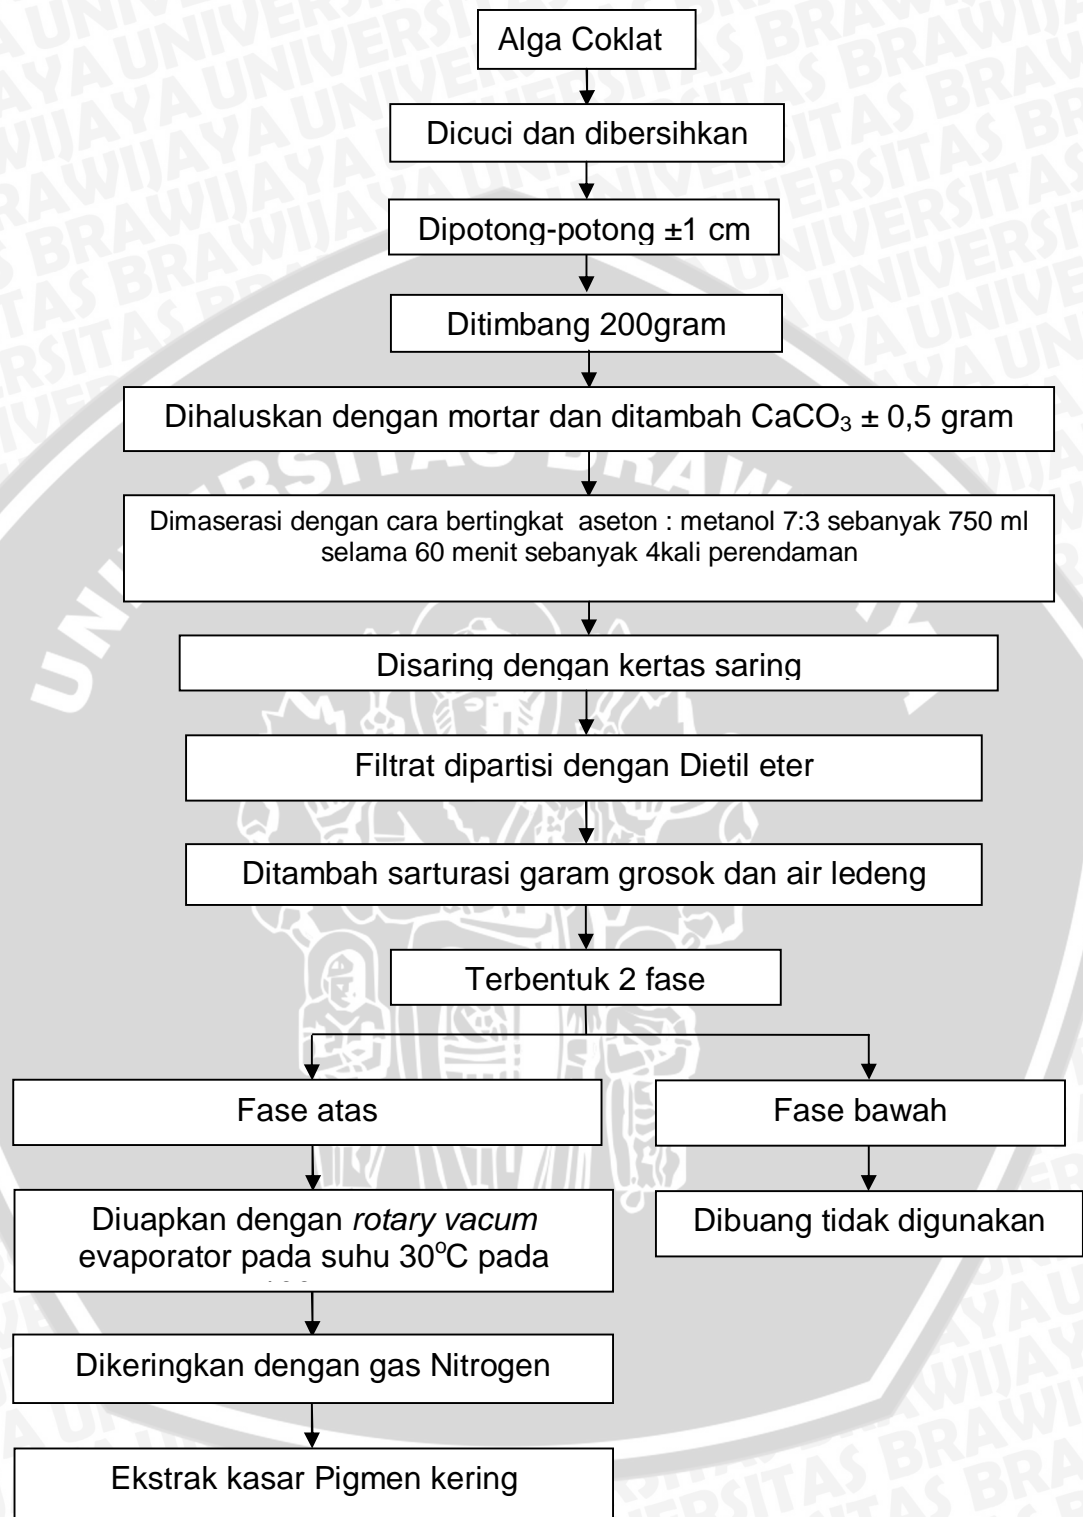 Alga Coklat
Dicuci dan dibersihkan
Dipotong-potong ±1 cm
Ditimbang 200gram
Dihaluskan dengan mortar dan ditambah CaCO₃ ± 0,5 gram
Dimaserasi dengan cara bertingkat aseton : metanol 7:3 sebanyak 750 ml
selama 60 menit sebanyak 4kali perendaman
Disaring dengan kertas saring
Filtrat dipartisi dengan Dietil eter
Ditambah sarturasi garam grosok dan air ledeng
Terbentuk 2 fase
Fase atas
Fase bawah
Diuapkan dengan rotary vacum
evaporator pada suhu 30°C pada
Dibuang tidak digunakan
Dikeringkan dengan gas Nitrogen
Ekstrak kasar Pigmen kering
UNIVERSITAS BRAWIJAYA